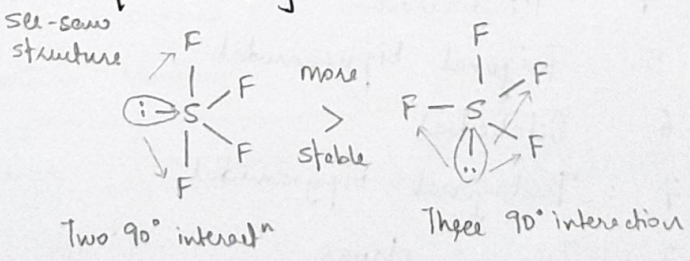 see-saw
structure
F
F
:-S
F
F
Two 90° interactⁿ
more
>
stable
F
F
F-S
F
:
Three 90° interaction